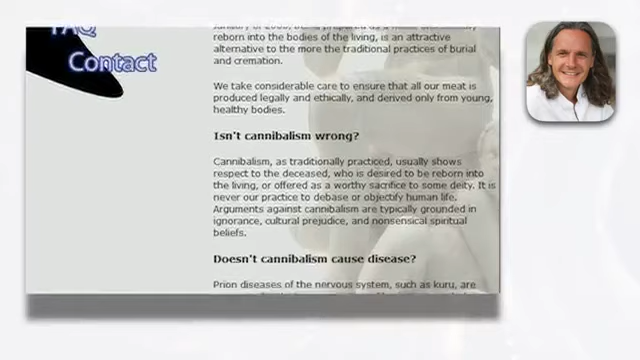 FAQ
Contact
reborn into the bodies of the living, is an attractive
alternative to the more the traditional practices of burial
and cremation.
We take considerable care to ensure that all our meat is
produced legally and ethically, and derived only from young,
healthy bodies.
Isn't cannibalism wrong?
Cannibalism, as traditionally practiced, usually shows
respect to the deceased, who is desired to be reborn into
the living, or offered as a worthy sacrifice to some deity. It is
never our practice to debase or objectify human life.
Arguments against cannibalism are typically grounded in
ignorance, cultural prejudice, and nonsensical spiritual
beliefs.
Doesn't cannibalism cause disease?
Prion diseases of the nervous system, such as kuru, are